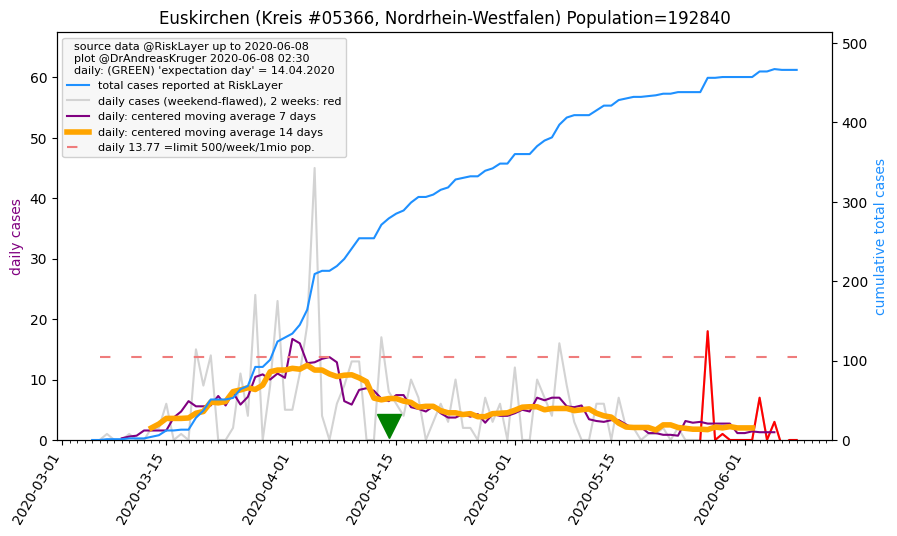 Euskirchen (Kreis #05366, Nordrhein-Westfalen) Population=192840
source data @RiskLayer up to 2020-06-08
plot @DrAndreasKruger 2020-06-08 02:30
daily: (GREEN) 'expectation day' = 14.04.2020
total cases reported at RiskLayer
daily cases (weekend-flawed), 2 weeks: red
daily: centered moving average 7 days
daily: centered moving average 14 days
daily 13.77 =limit 500/week/1mio pop.
daily cases
60
50
40
30
20
10
0
500
400
300
200
100
0
cumulative total cases
2020-03-01
2020-03-15
2020-04-01
2020-04-15
2020-05-01
2020-05-15
2020-06-01